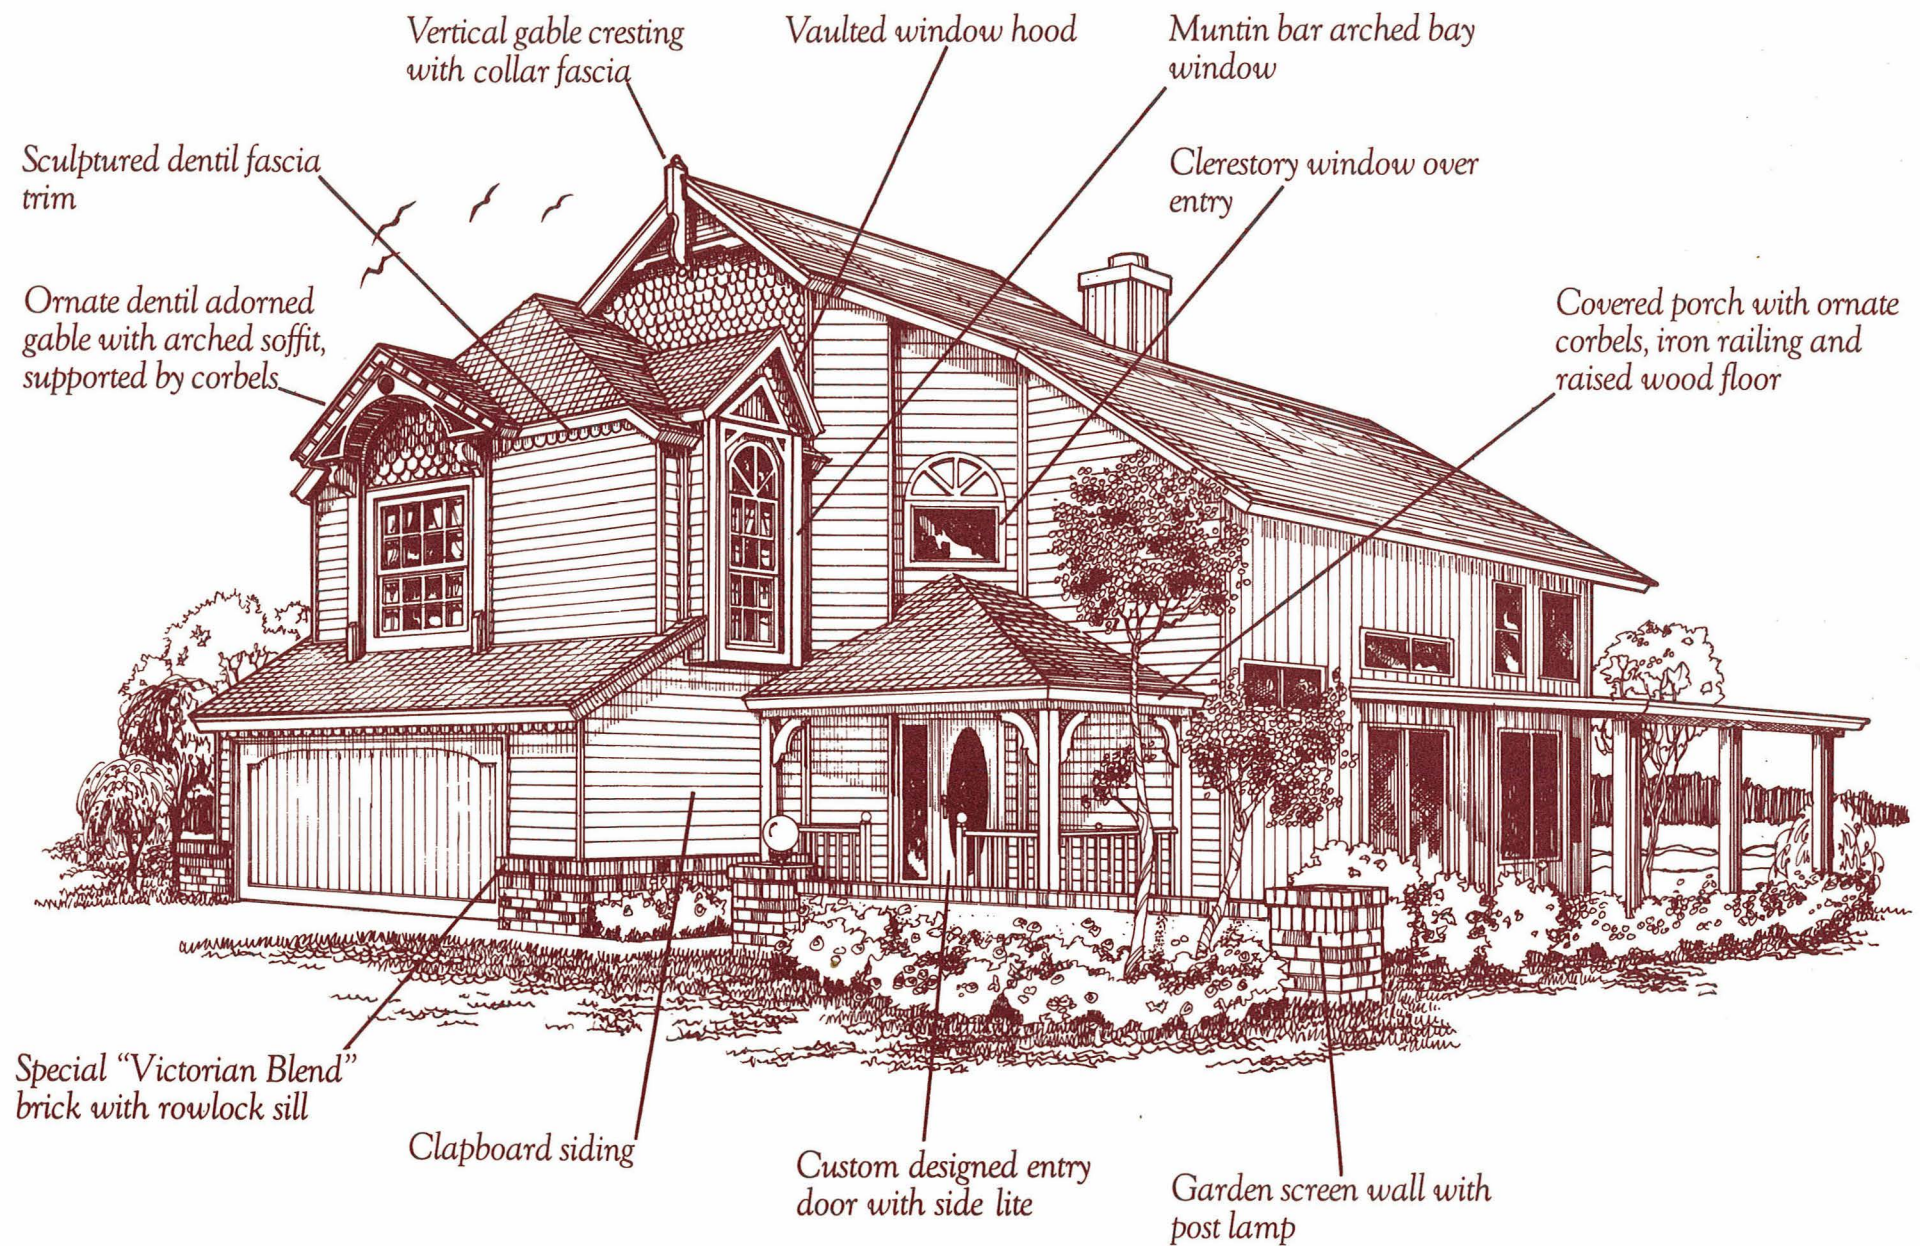 Vertical gable cresting
with collar fascia
Vaulted window hood
Muntin bar arched bay
window
Sculptured dentil fascia
trim
Clerestory window over
entry
Ornate dentil adorned
gable with arched soffit,
supported by corbels
Covered porch with ornate
corbels, iron railing and
raised wood floor
Special “Victorian Blend”
brick with rowlock sill
Clapboard siding
Custom designed entry
door with side lite
Garden screen wall with
post lamp